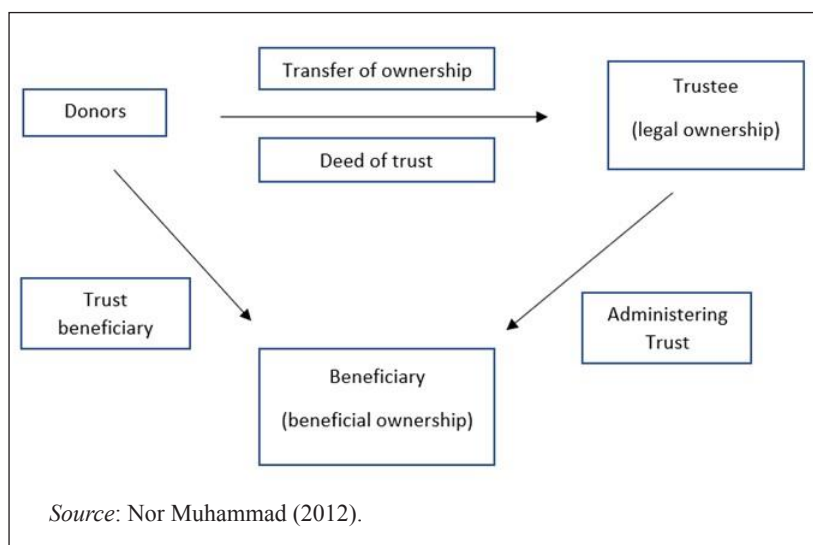 Transfer of ownership
Donors
Trustee
(legal ownership)
Deed of trust
Trust
beneficiary
Administering
Trust
Beneficiary
(beneficial ownership)
Source: Nor Muhammad (2012).